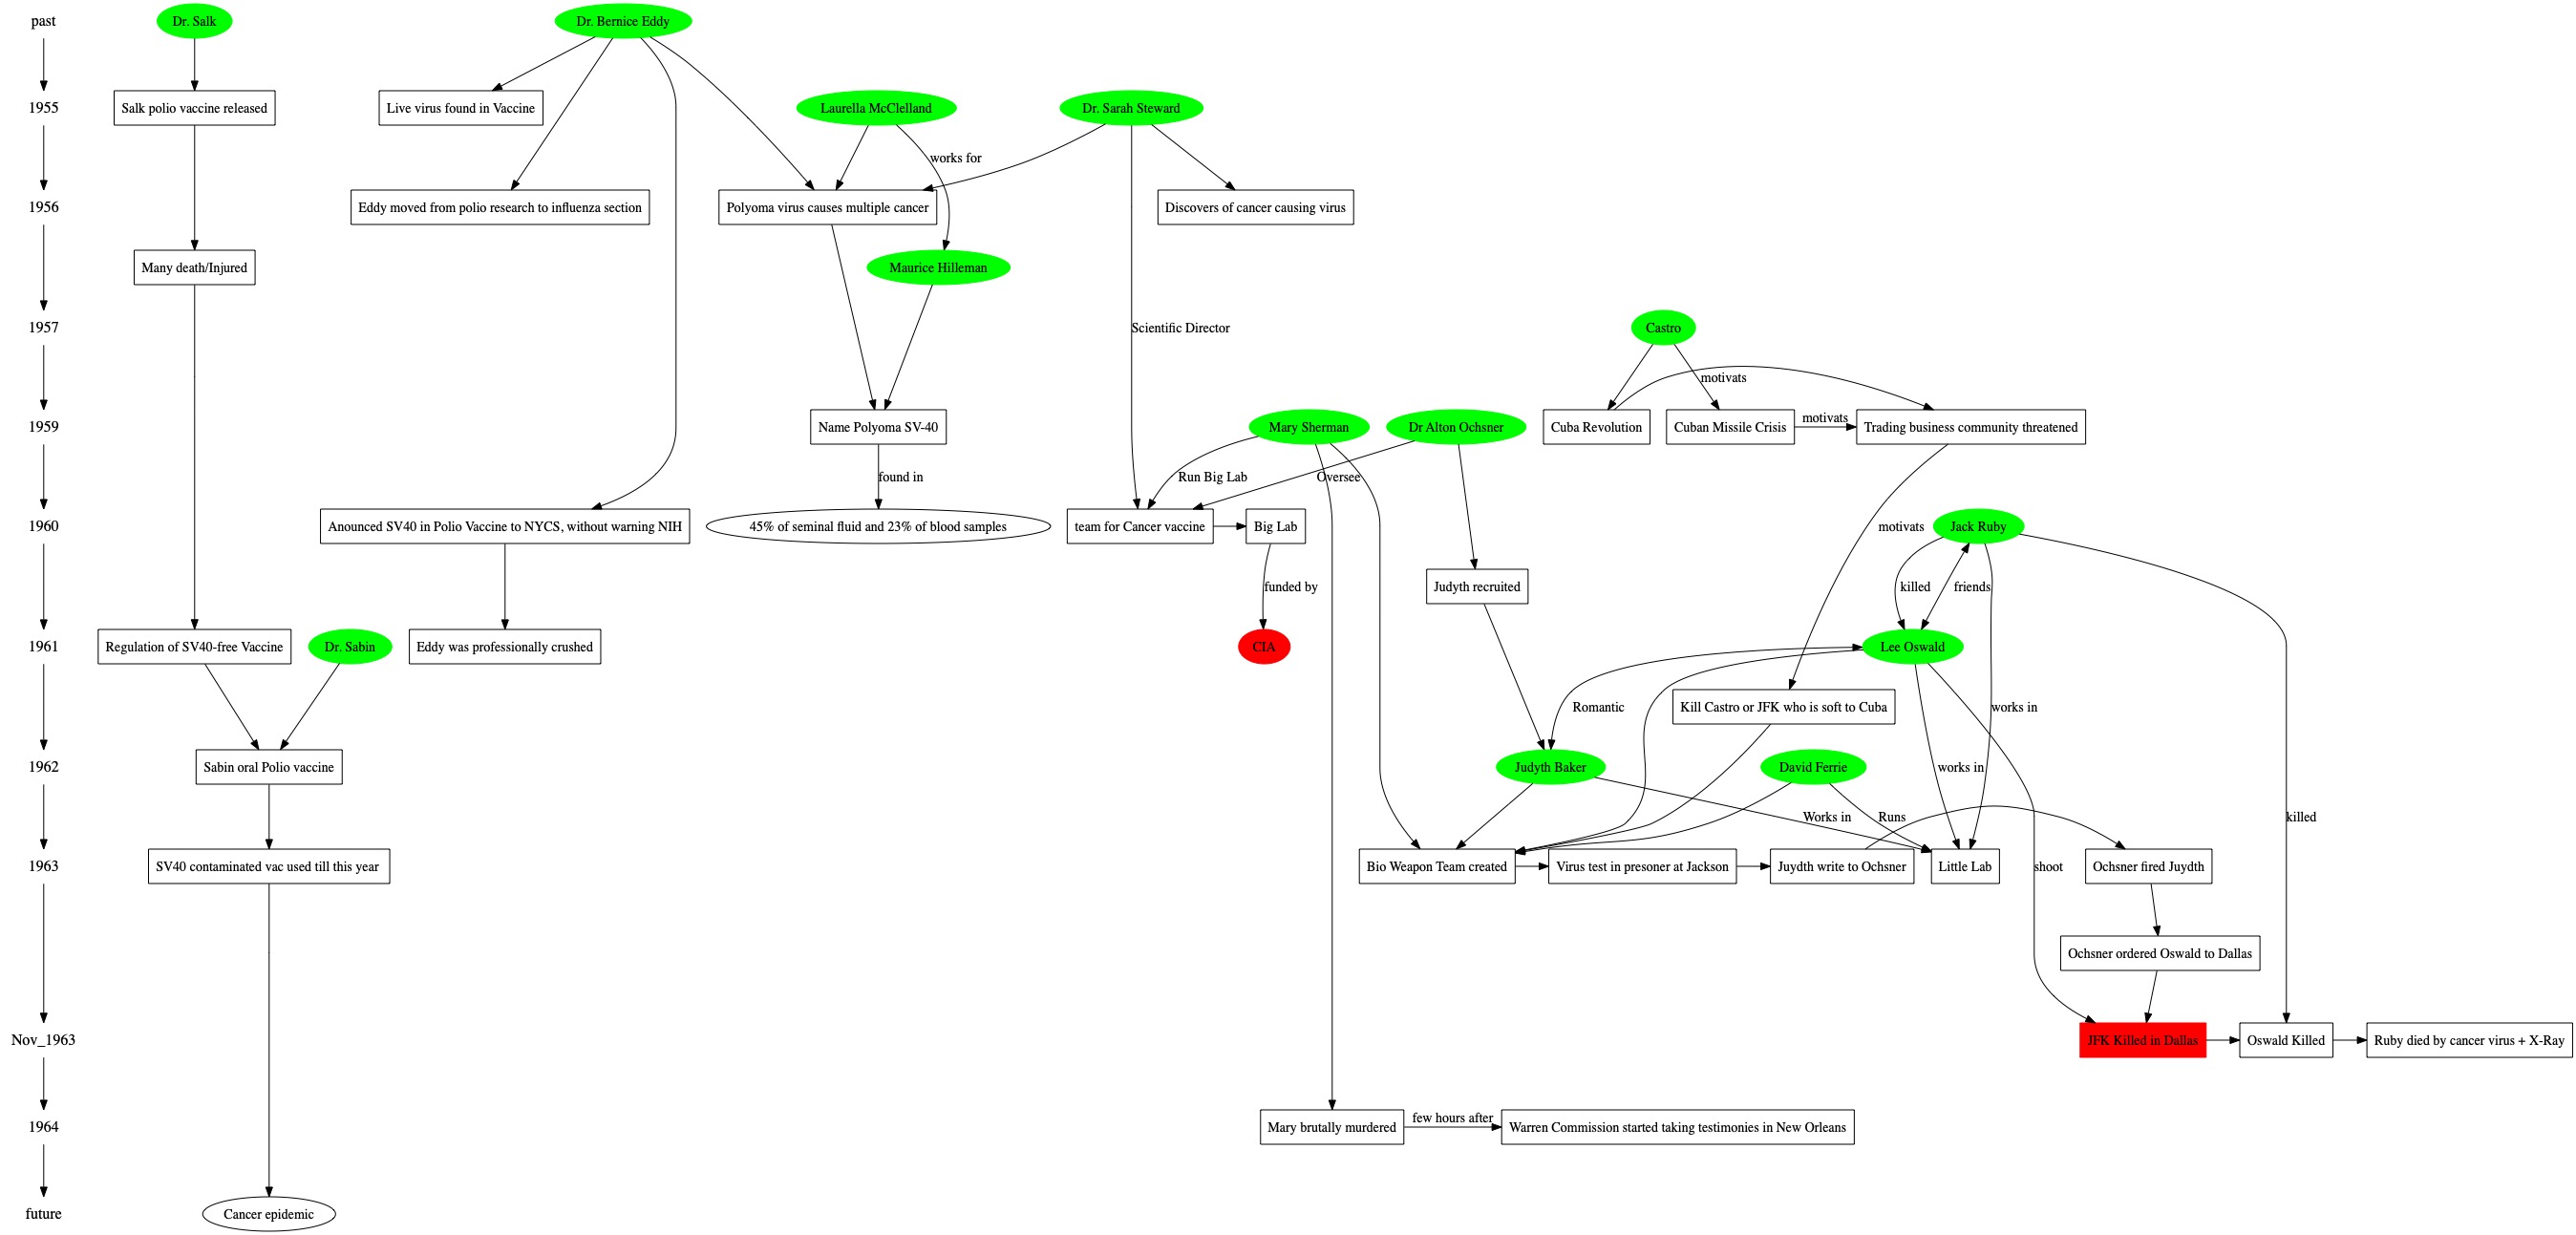 past
Dr. Salk
Dr. Bernice Eddy
1955
Salk polio vaccine released
Live virus found in Vaccine
Laurella McClelland
Dr. Sarah Steward
works for
1956
Eddy moved from polio research to influenza section
Polyoma virus causes multiple cancer
Discovers of cancer causing virus
Many death/Injured
Maurice Hilleman
1957
Scientific Director
Castro
motivats
1959
Name Polyoma SV-40
Mary Sherman
Dr Alton Ochsner
Cuba Revolution
Cuban Missile Crisis
motivats
Trading business community threatened
found in
Run Big Lab
Oversee
1960
Anounced SV40 in Polio Vaccine to NYCS, without warning NIH
45% of seminal fluid and 23% of blood samples
team for Cancer vaccine
Big Lab
motivats
Jack Ruby
funded by
Judyth recruited
killed
friends
1961
Regulation of SV40-free Vaccine
Dr. Sabin
Eddy was professionally crushed
CIA
Lee Oswald
Romantic
Kill Castro or JFK who is soft to Cuba
works in
1962
Sabin oral Polio vaccine
Judyth Baker
David Ferrie
works in
Works in
Runs
killed
1963
SV40 contaminated vac used till this year
Bio Weapon Team created
Virus test in presoner at Jackson
Juydth write to Ochsner
Little Lab
shoot
Ochsner fired Juydth
Ochsner ordered Oswald to Dallas
Nov_1963
JFK Killed in Dallas
Oswald Killed
Ruby died by cancer virus + X-Ray
1964
Mary brutally murdered
few hours after
Warren Commission started taking testimonies in New Orleans
future
Cancer epidemic